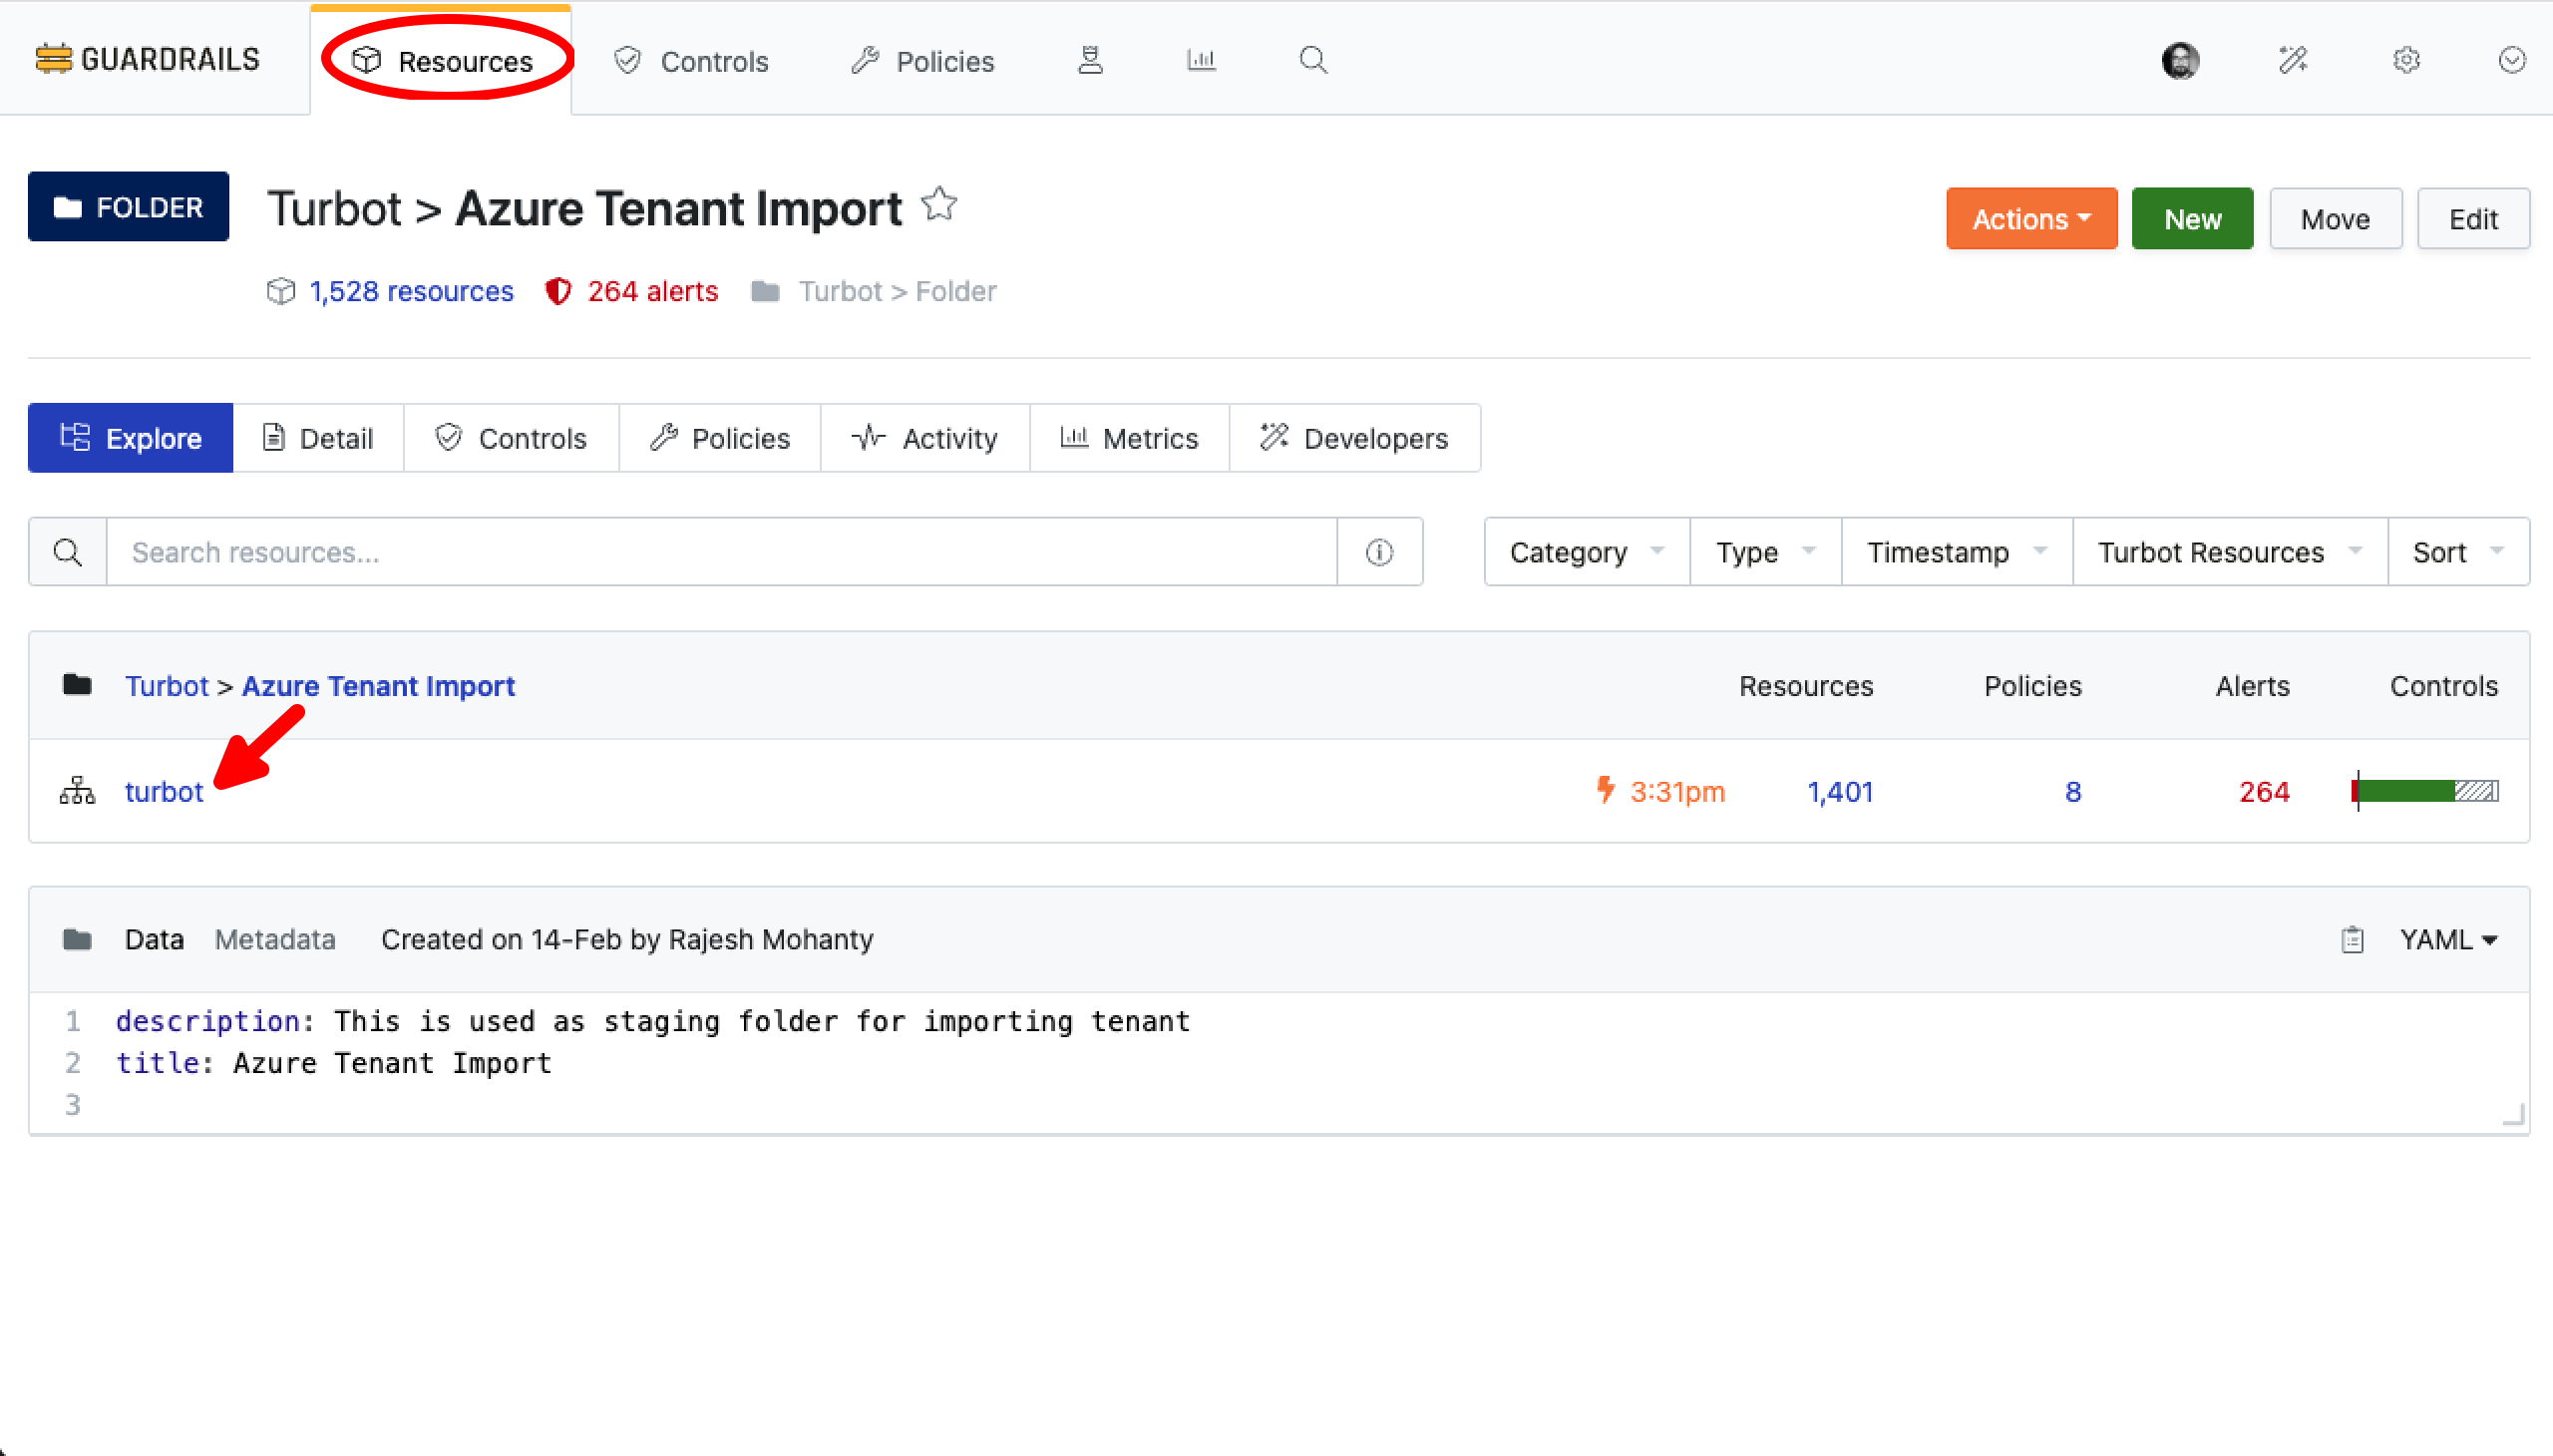 GUARDRAILS Resources Controls Policies
FOLDER Turbot > Azure Tenant Import Actions New Move Edit
1,528 resources 264 alerts Turbot > Folder
Explore Detail Controls Policies Activity Metrics Developers
Search resources... Category Type Timestamp Turbot Resources Sort
Turbot > Azure Tenant Import Resources Policies Alerts Controls
turbot 3:31pm 1,401 8 264
Data Metadata Created on 14-Feb by Rajesh Mohanty YAML
1 description: This is used as staging folder for importing tenant
2 title: Azure Tenant Import
3